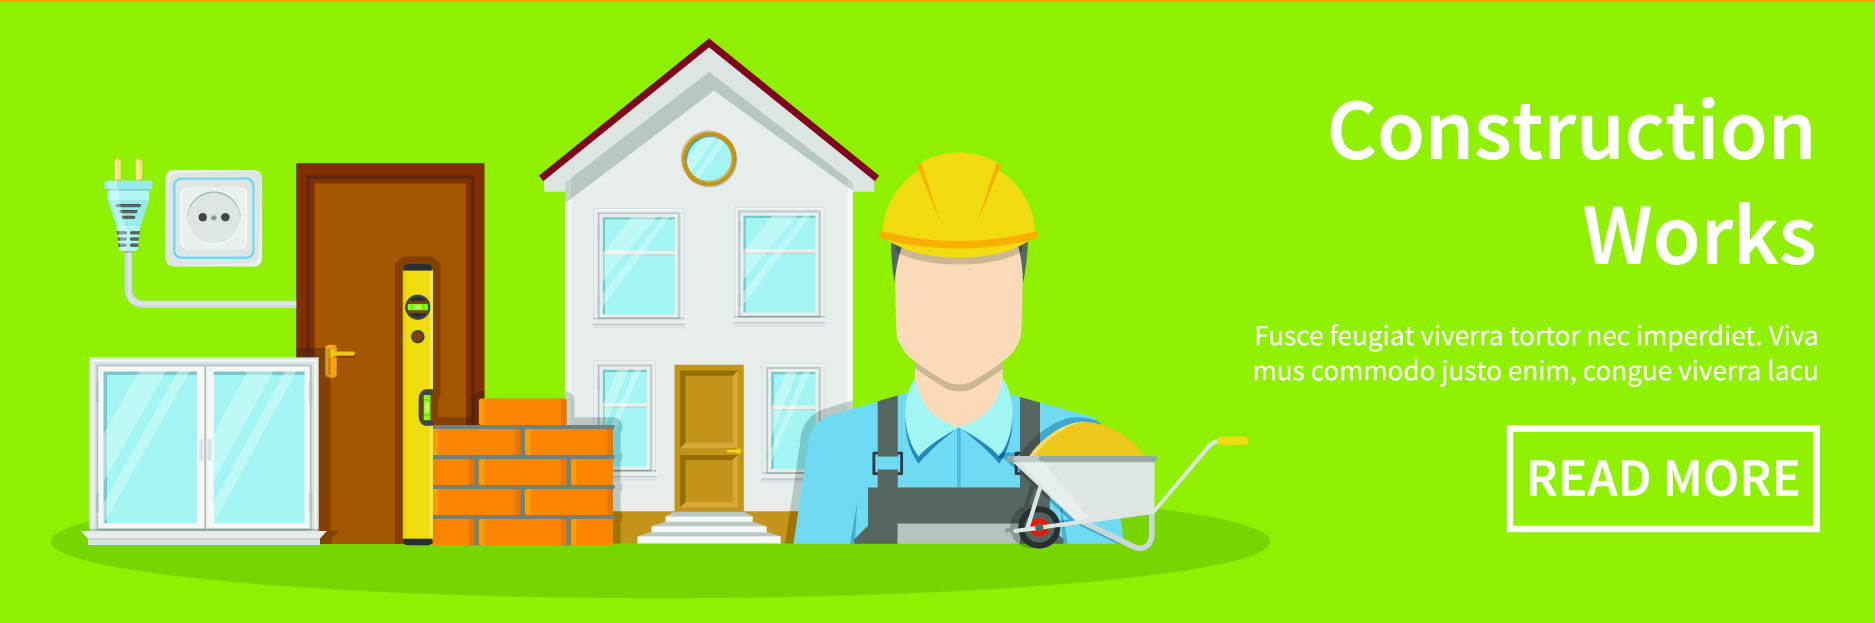 Construction
Works
Fusce feugiat viverra tortor nec imperdiet. Viva
mus commodo justo enim, congue viverra lacu
READ MORE